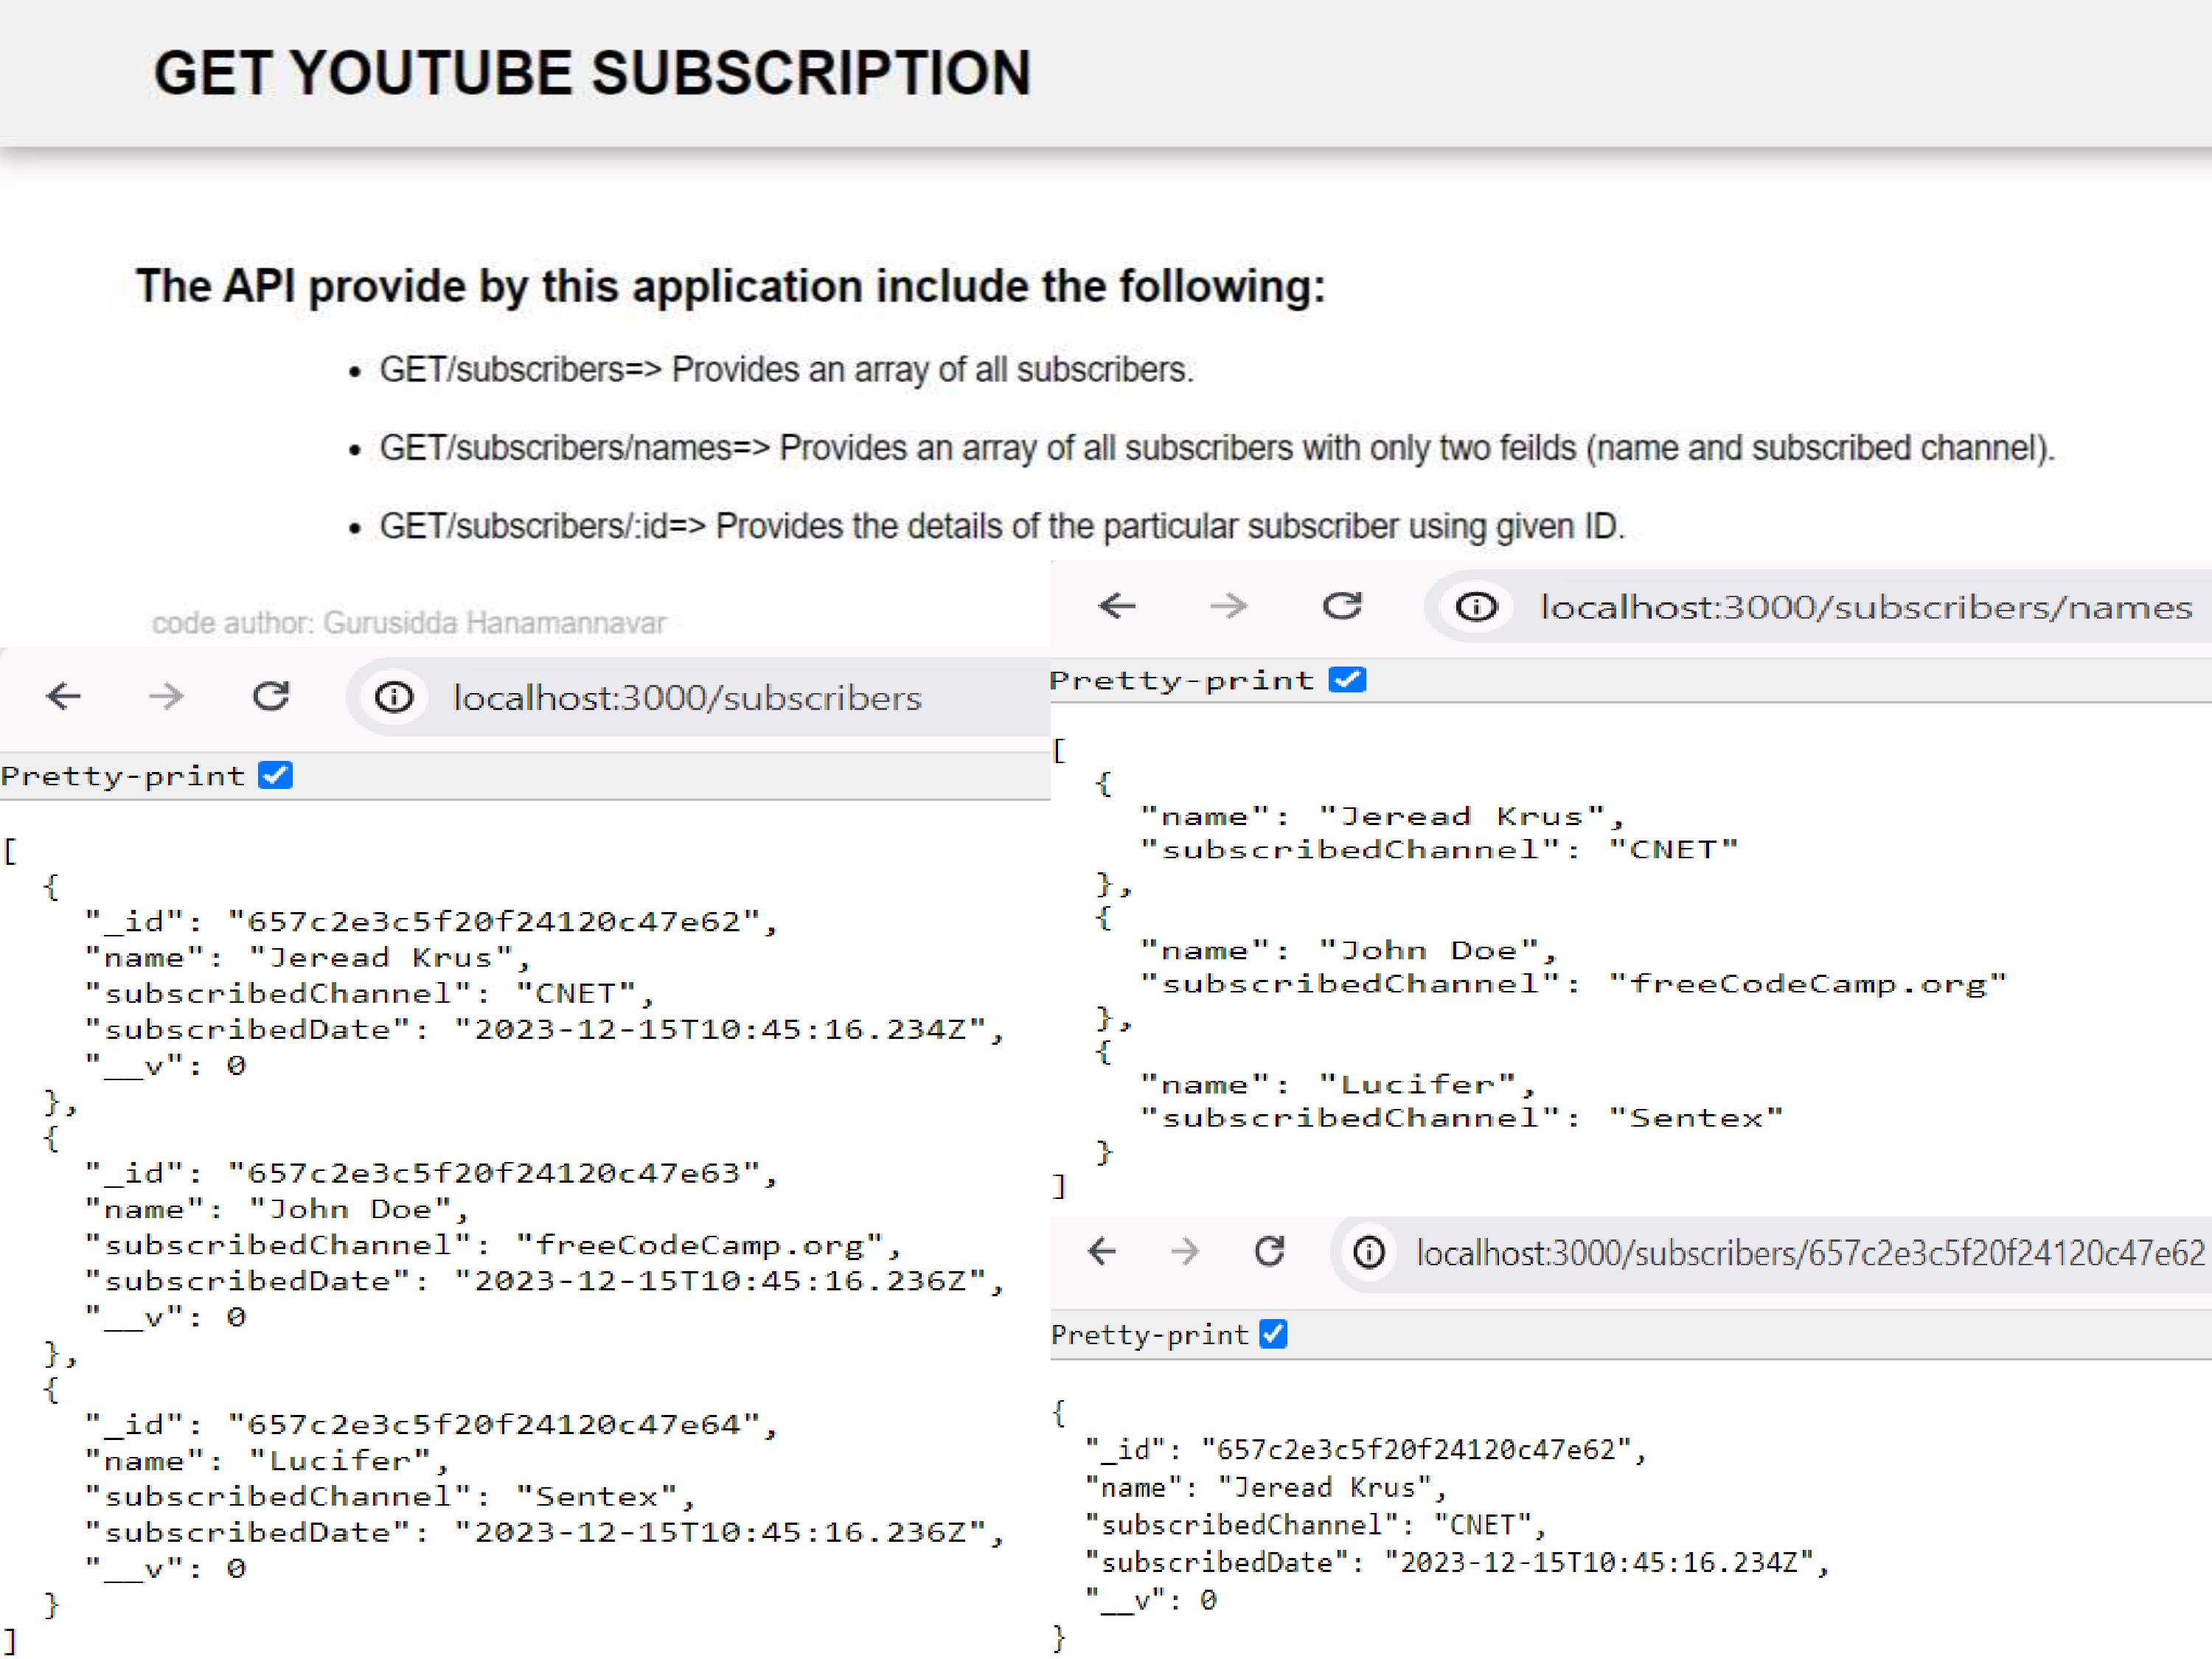 GET YOUTUBE SUBSCRIPTION
The API provide by this application include the following:
• GET/subscribers=> Provides an array of all subscribers.
• GET/subscribers/names=> Provides an array of all subscribers with only two feilds (name and subscribed channel).
• GET/subscribers/:id=> Provides the details of the particular subscriber using given ID.
code author: Gurusidda Hanamannavar
localhost:3000/subscribers
Pretty-print
[
{
"_id": "657c2e3c5f20f24120c47e62",
"name": "Jeread Krus",
"subscribedChannel": "CNET",
"subscribedDate": "2023-12-15T10:45:16.234Z",
"__v": 0
},
{
"_id": "657c2e3c5f20f24120c47e63",
"name": "John Doe",
"subscribedChannel": "freeCodeCamp.org",
"subscribedDate": "2023-12-15T10:45:16.236Z",
"__v": 0
},
{
"_id": "657c2e3c5f20f24120c47e64",
"name": "Lucifer",
"subscribedChannel": "Sentex",
"subscribedDate": "2023-12-15T10:45:16.236Z",
"__v": 0
}
]
localhost:3000/subscribers/names
Pretty-print
[
{
"name": "Jeread Krus",
"subscribedChannel": "CNET"
},
{
"name": "John Doe",
"subscribedChannel": "freeCodeCamp.org"
},
{
"name": "Lucifer",
"subscribedChannel": "Sentex"
}
]
localhost:3000/subscribers/657c2e3c5f20f24120c47e62
Pretty-print
{
"_id": "657c2e3c5f20f24120c47e62",
"name": "Jeread Krus",
"subscribedChannel": "CNET",
"subscribedDate": "2023-12-15T10:45:16.234Z",
"__v": 0
}